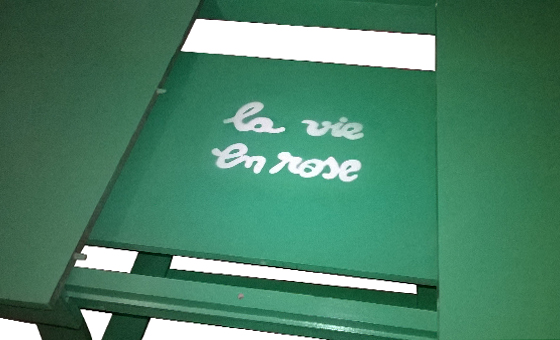 la vie
en rose